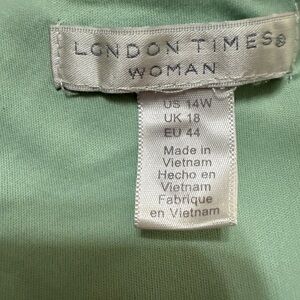 LONDON TIMES®
WOMAN
US 14W
UK 18
EU 44
Made in
Vietnam
Hecho en
Vietnam
Fabrique
en Vietnam